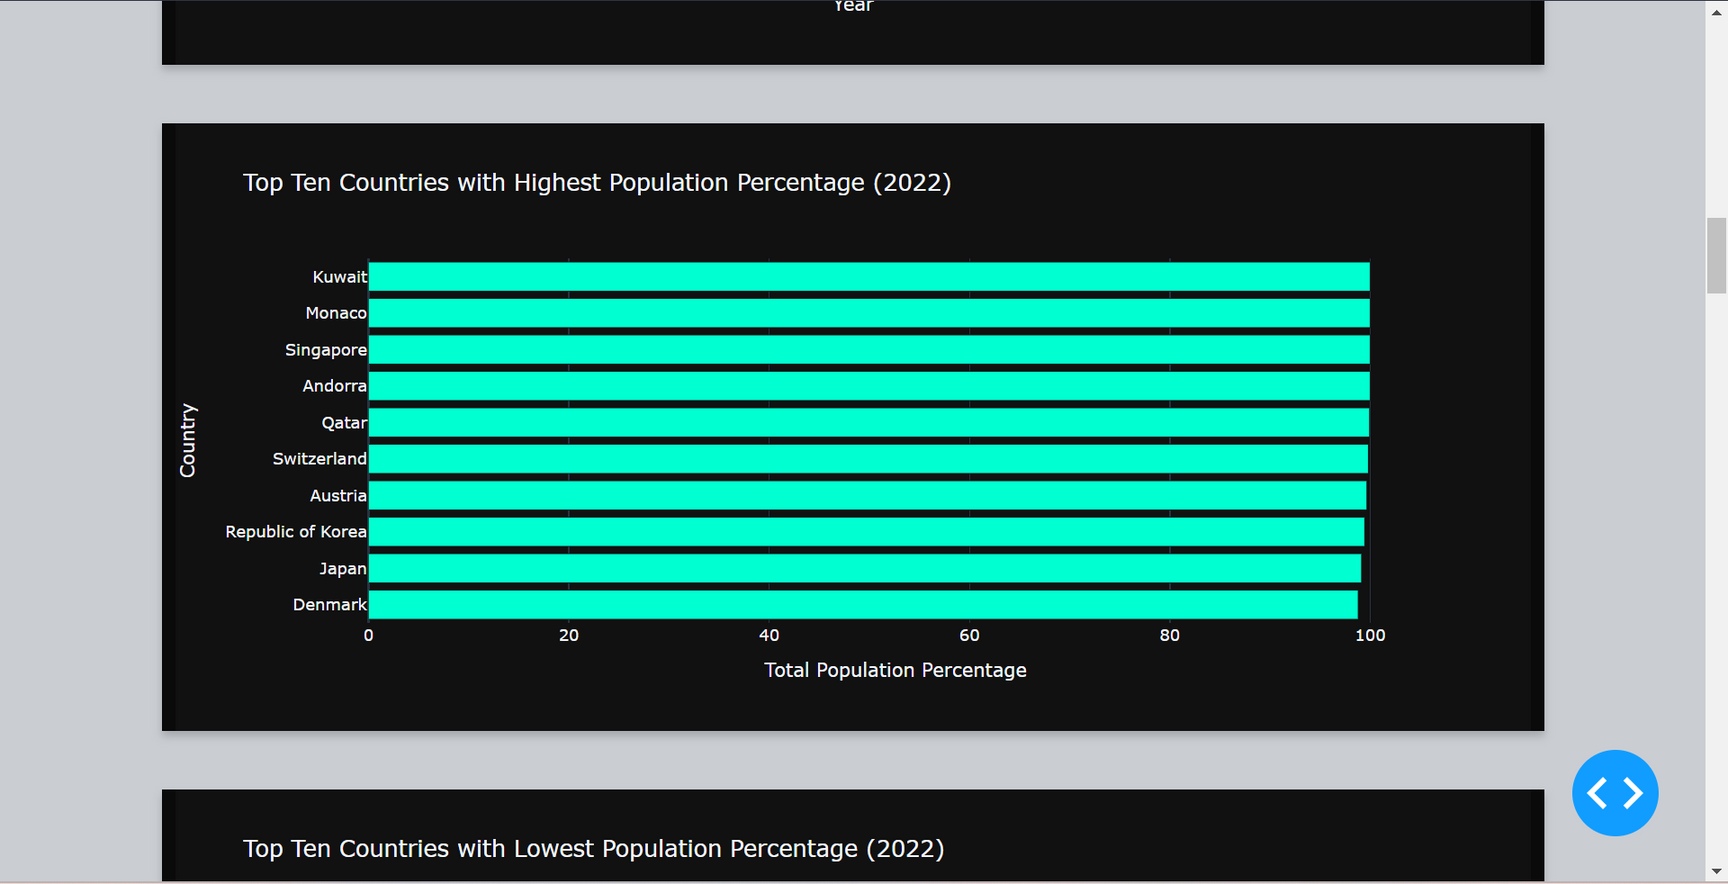 Year
Top Ten Countries with Highest Population Percentage (2022)
Country
Kuwait
Monaco
Singapore
Andorra
Qatar
Switzerland
Austria
Republic of Korea
Japan
Denmark
0 20 40 60 80 100
Total Population Percentage
Top Ten Countries with Lowest Population Percentage (2022)